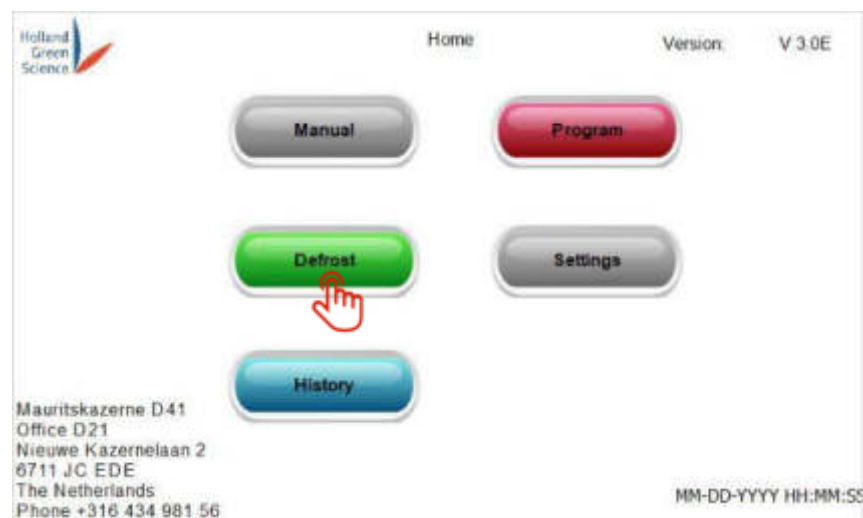 Holland
Green
Science
Home
Version: V 3.0E
Manual
Program
Defrost
Settings
History
Mauritskazerne D41
Office D21
Nieuwe Kazernelaan 2
6711 JC EDE
The Netherlands
Phone +316 434 981 56
MM-DD-YYYY HH:MM:SS